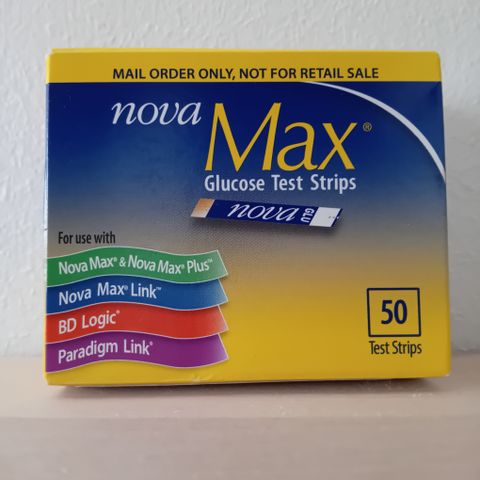 MAIL ORDER ONLY, NOT FOR RETAIL SALE
nova
Max®
Glucose Test Strips
nova GLU
For use with
Nova Max® & Nova Max® Plus™
Nova Max® Link™
BD Logic®
Paradigm Link®
50
Test Strips